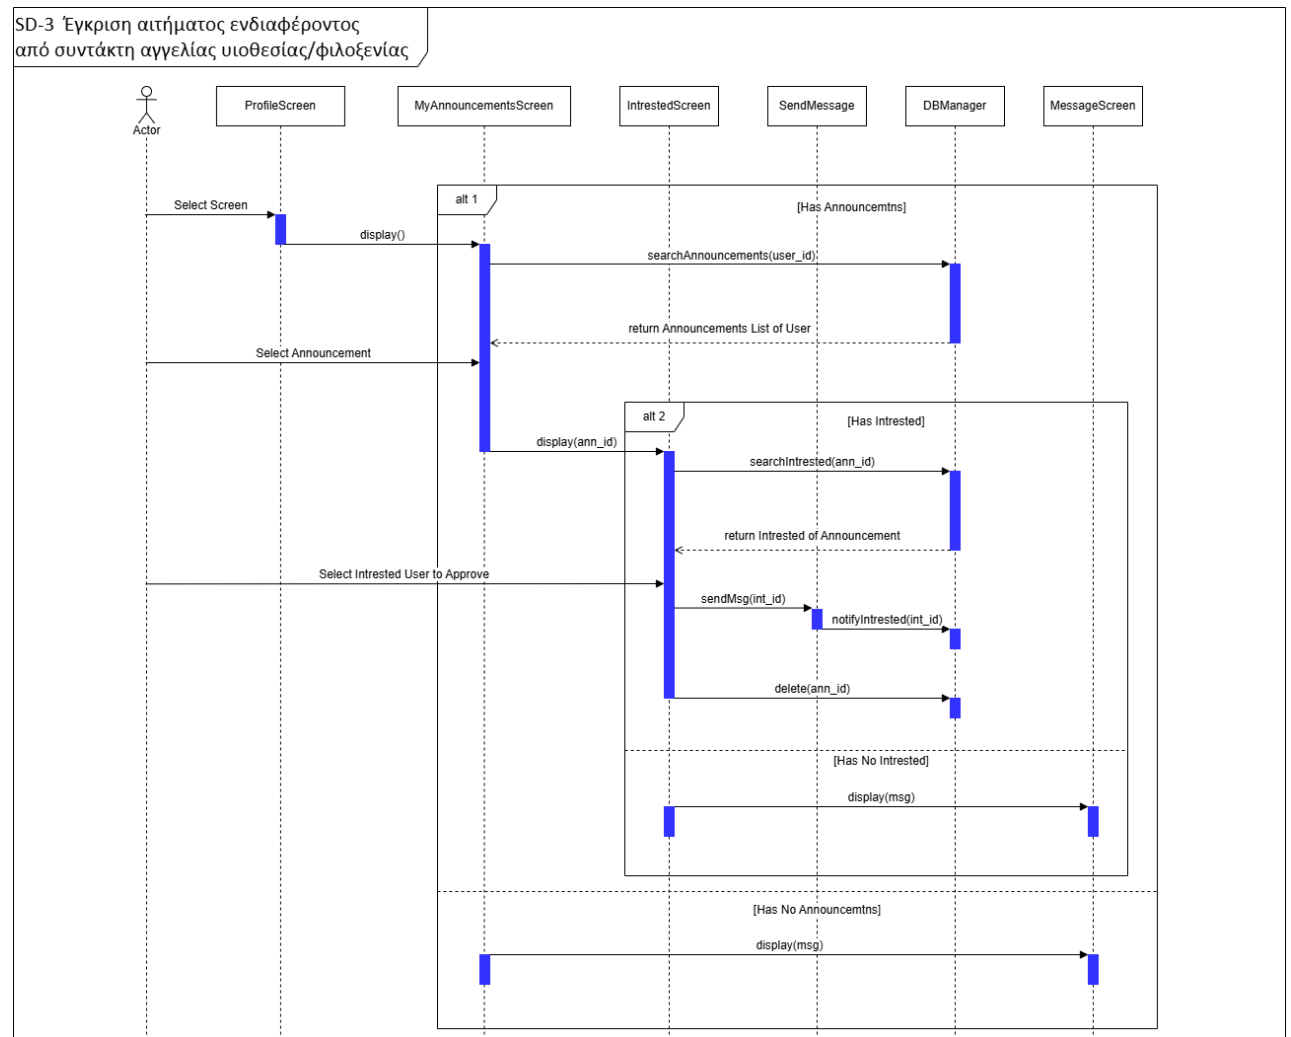 SD-3 Έγκριση αιτήματος ενδιαφέροντος
από συντάκτη αγγελίας υιοθεσίας/φιλοξενίας
Actor
ProfileScreen
MyAnnouncementsScreen
IntrestedScreen
SendMessage
DBManager
MessageScreen
alt 1
[Has Announcemtns]
Select Screen
display()
searchAnnouncements(user_id)
return Announcements List of User
Select Announcement
alt 2
[Has Intrested]
display(ann_id)
searchIntrested(ann_id)
return Intrested of Announcement
Select Intrested User to Approve
sendMsg(int_id)
notifyIntrested(int_id)
delete(ann_id)
[Has No Intrested]
display(msg)
[Has No Announcemtns]
display(msg)